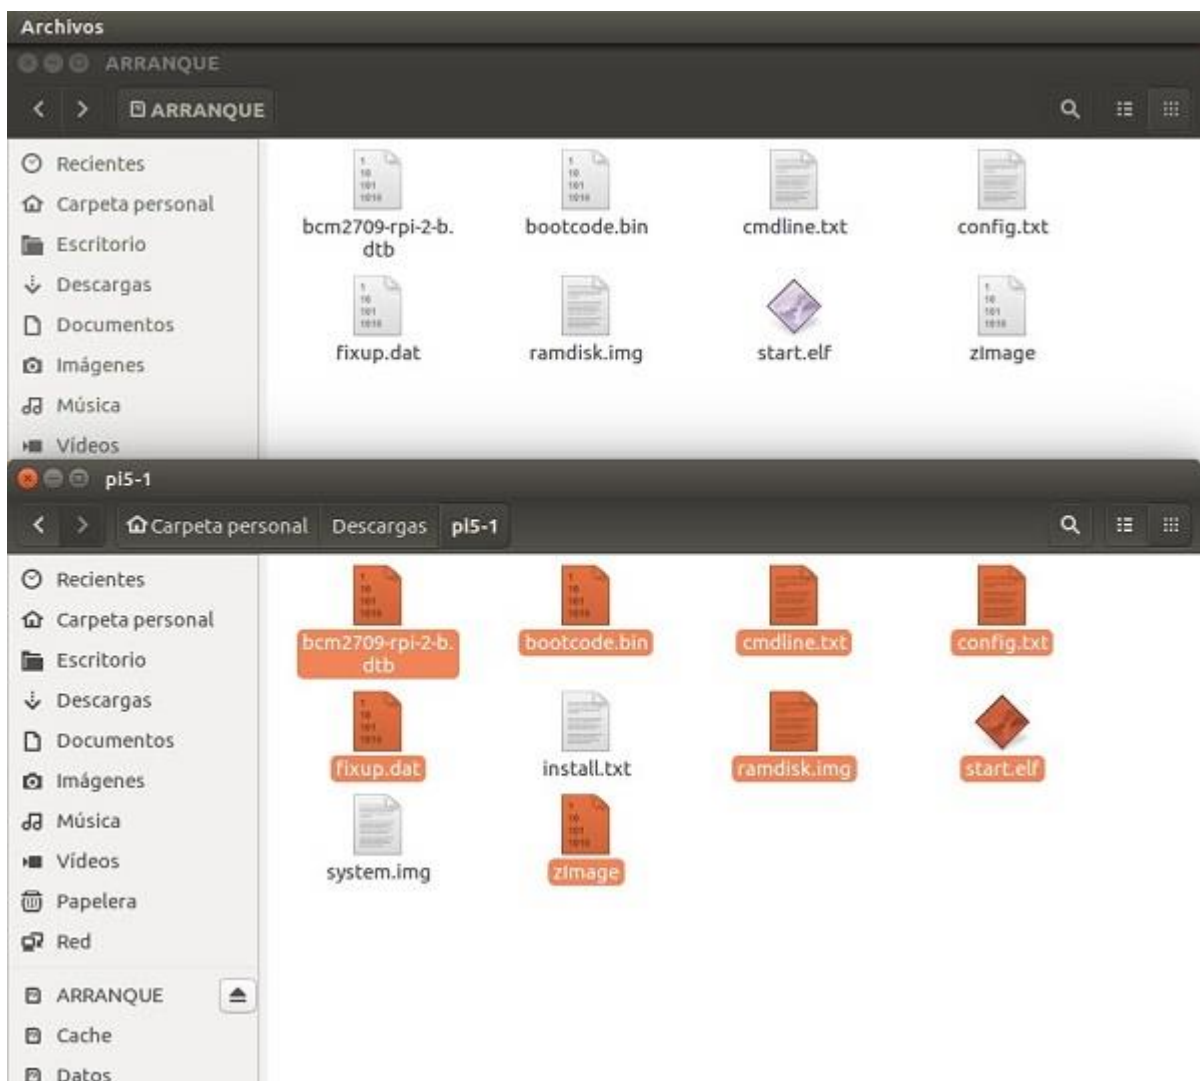 Archivos
ARRANQUE
ARRANQUE
Recientes
Carpeta personal
Escritorio
Descargas
Documentos
Imágenes
Música
Vídeos
bcm2709-rpi-2-b.
dtb
bootcode.bin
cmdline.txt
config.txt
fixup.dat
ramdisk.img
start.elf
zImage
pi5-1
Carpeta personal Descargas pi5-1
Recientes
Carpeta personal
Escritorio
Descargas
Documentos
Imágenes
Música
Vídeos
Papelera
Red
ARRANQUE
Cache
Datos
bcm2709-rpi-2-b.
dtb
bootcode.bin
cmdline.txt
config.txt
fixup.dat
install.txt
ramdisk.img
start.elf
system.img
zImage